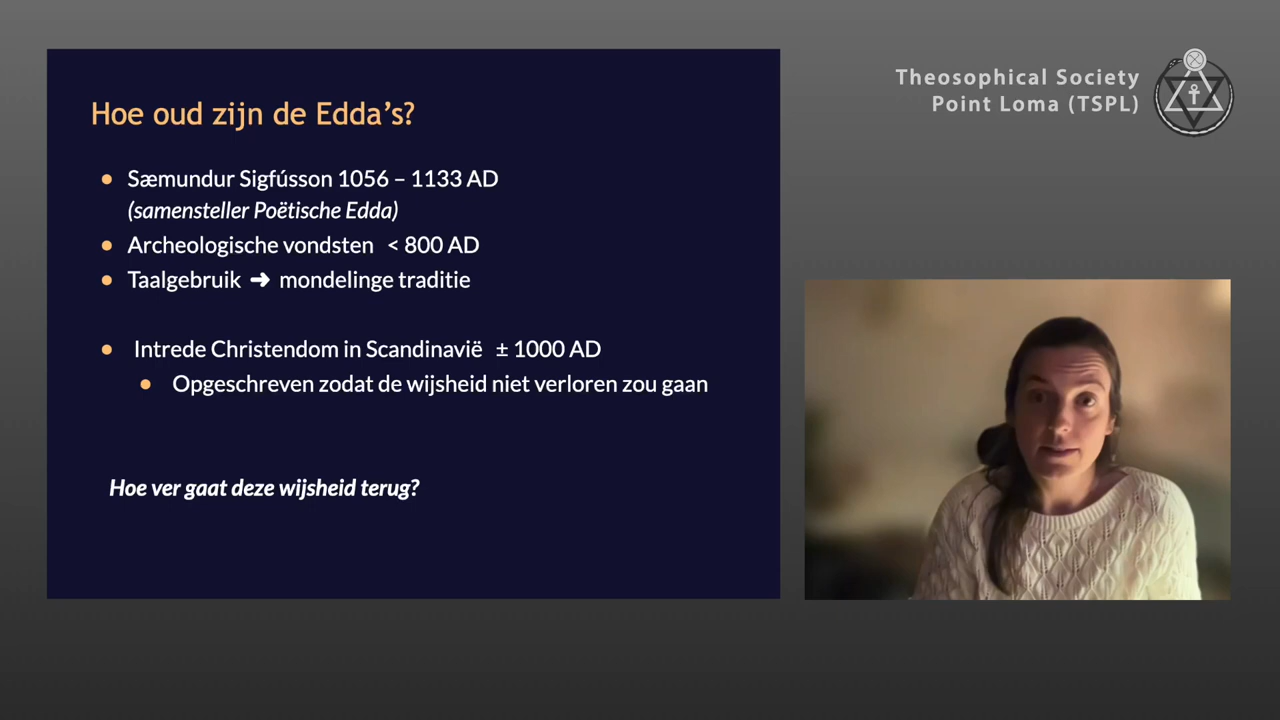 Hoe oud zijn de Edda's?
• Sæmundur Sigfússon 1056 – 1133 AD
(samensteller Poëtische Edda)
• Archeologische vondsten < 800 AD
• Taalgebruik ➜ mondelinge traditie
• Intrede Christendom in Scandinavië ± 1000 AD
• Opgeschreven zodat de wijsheid niet verloren zou gaan
Hoe ver gaat deze wijsheid terug?
Theosophical Society
Point Loma (TSPL)